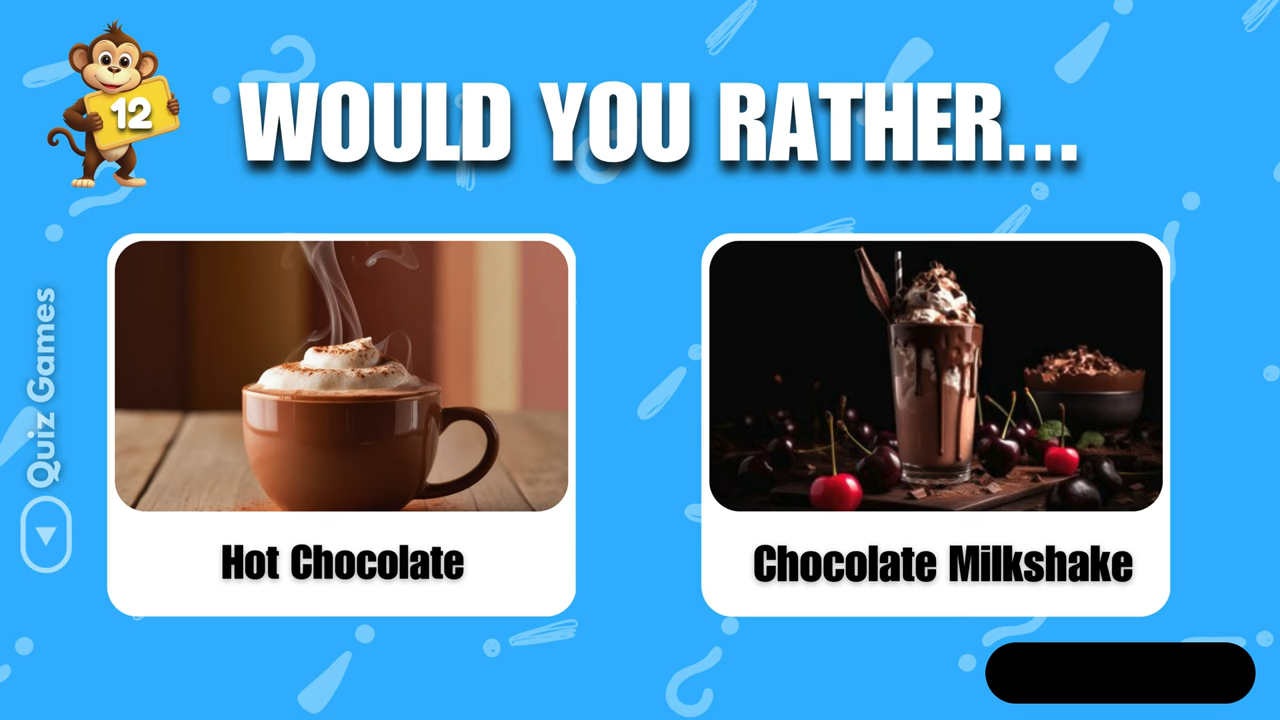 12
WOULD YOU RATHER...
Quiz Games
Hot Chocolate
Chocolate Milkshake